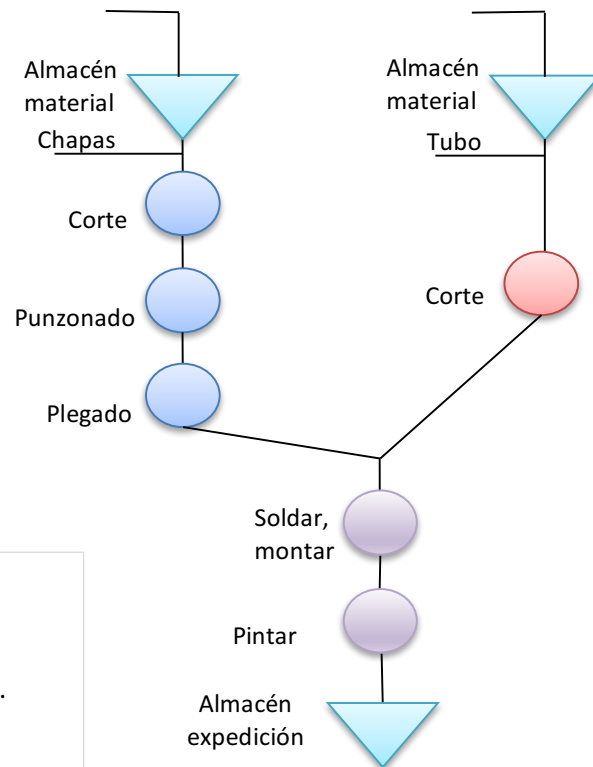 Almacén
material
Chapas
Corte
Punzonado
Plegado
Almacén
material
Tubo
Corte
Soldar,
montar
Pintar
Almacén
expedición
.